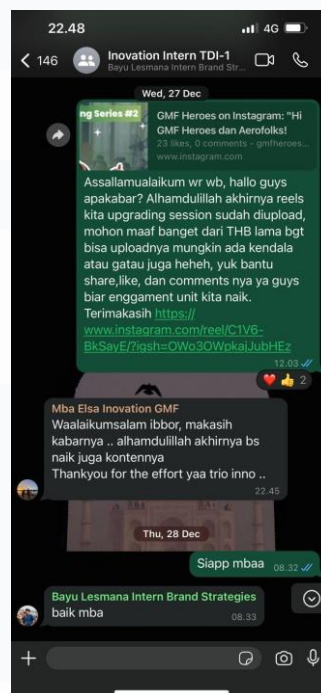 22.48
4G
146
Inovation Intern TDI-1
Bayu Lesmana Intern Brand Str...
Wed, 27 Dec
ng Series #2
GMF Heroes on Instagram: "Hi
GMF Heroes dan Aerofolks!
23 likes, 0 comments - gmfheroes...
www.instagram.com
Assallamualaikum wr wb, hallo guys
apakabar? Alhamdulillah akhirnya reels
kita upgrading session sudah diupload,
mohon maaf banget dari THB lama bgt
bisa uploadnya mungkin ada kendala
atau gatau juga heheh, yuk bantu
share,like, dan comments nya ya guys
biar enggament unit kita naik.
Terimakasih https://
www.instagram.com/reel/C1V6-
BkSayE/?igsh=OWo3OWpkajJubHEz
12.03
2
Mba Elsa Inovation GMF
Waalaikumsalam ibbor, makasih
kabarnya .. alhamdulillah akhirnya bs
naik juga kontennya
Thankyou for the effort yaa trio inno ..
22.45
Thu, 28 Dec
Siapp mbaa 08.32
Bayu Lesmana Intern Brand Strategies
baik mba
08.33